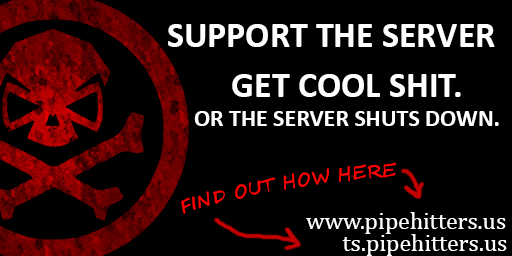 SUPPORT THE SERVER
GET COOL SHIT.
OR THE SERVER SHUTS DOWN.
FIND OUT HOW HERE
www.pipehitters.us
ts.pipehitters.us